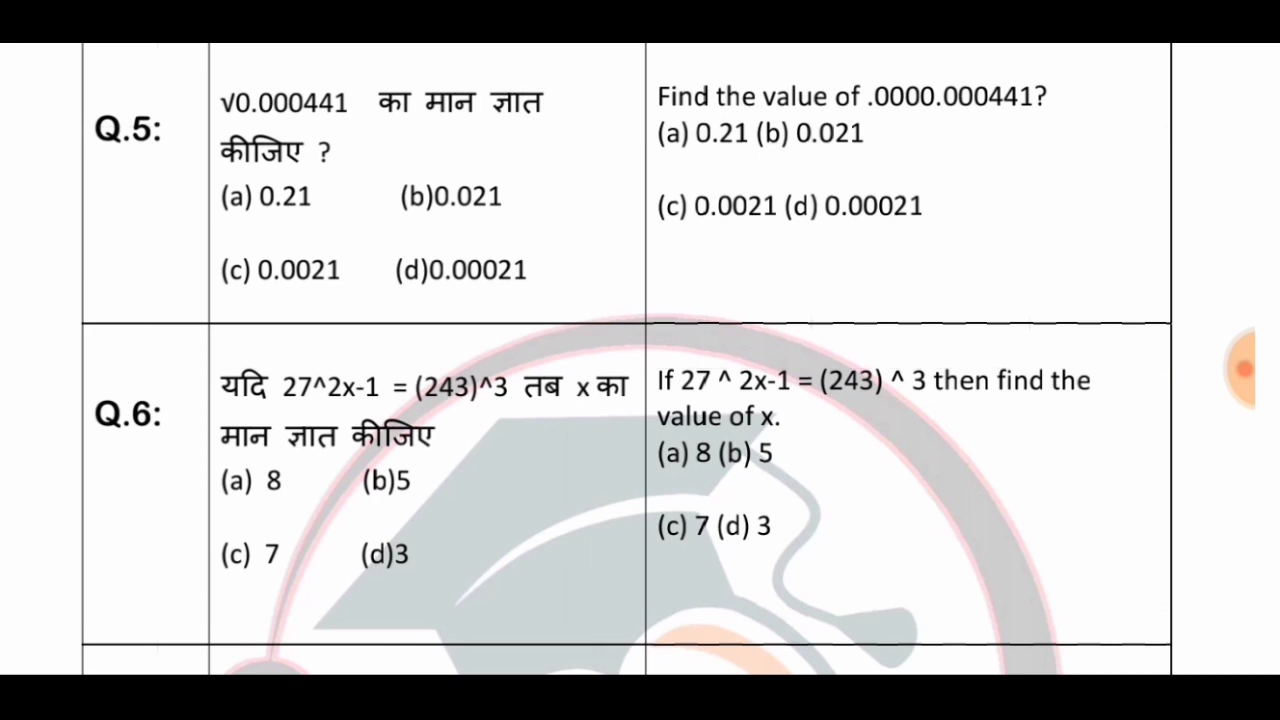 Q.5:
√0.000441 का मान ज्ञात
कीजिए ?
(a) 0.21 (b)0.021
(c) 0.0021 (d)0.00021
Find the value of .0000.000441?
(a) 0.21 (b) 0.021
(c) 0.0021 (d) 0.00021
Q.6:
यदि 27^2x-1 = (243)^3 तब x का
मान ज्ञात कीजिए
(a) 8 (b)5
(c) 7 (d)3
If 27 ^ 2x-1 = (243) ^ 3 then find the
value of x.
(a) 8 (b) 5
(c) 7 (d) 3